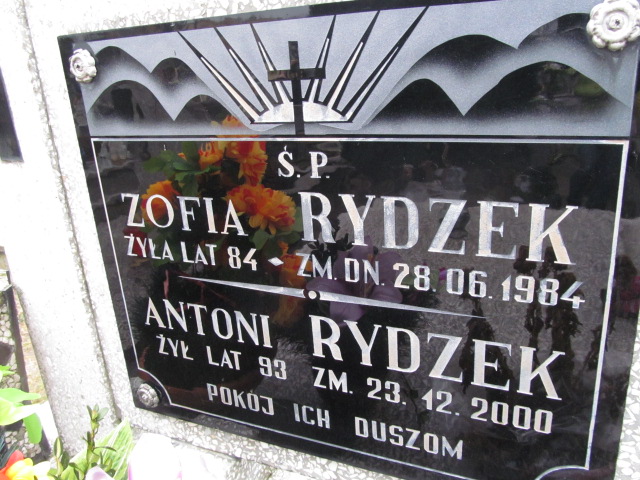 Ś. P.
ZOFIA RYDZEK
ŻYŁA LAT 84 - ZM. DN. 28.06.1984
ANTONI RYDZEK
ŻYŁ LAT 93 ZM. 23.12.2000
POKÓJ ICH DUSZOM